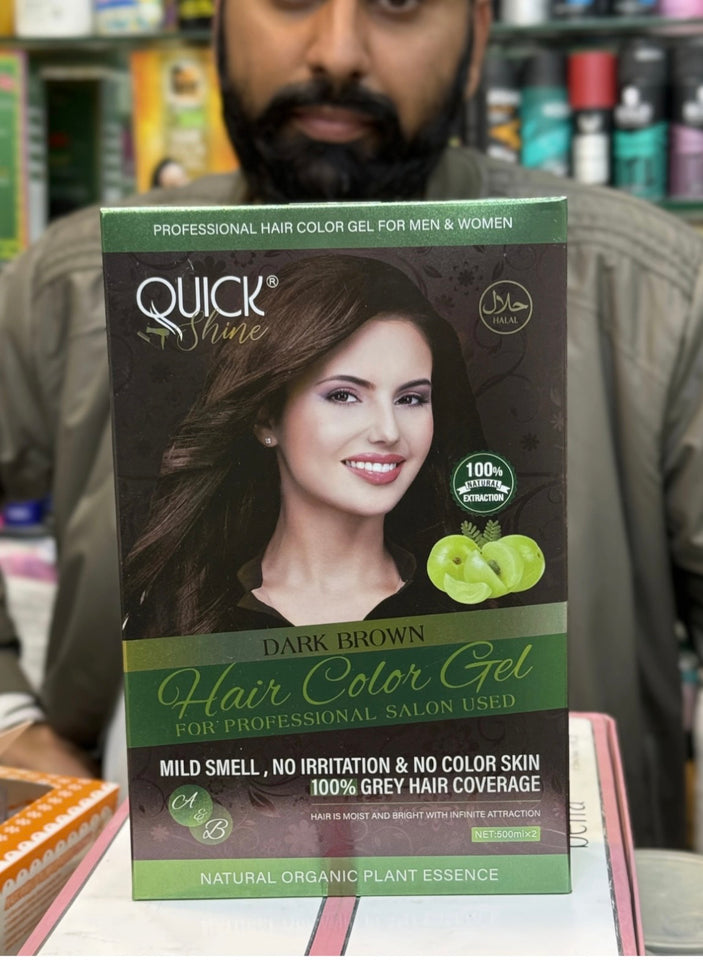 PROFESSIONAL HAIR COLOR GEL FOR MEN & WOMEN
QUICK®
Shine
حلال
HALAL
100%
NATURAL
EXTRACTION
DARK BROWN
Hair Color Gel
FOR PROFESSIONAL SALON USED
MILD SMELL , NO IRRITATION & NO COLOR SKIN
100% GREY HAIR COVERAGE
A & B
HAIR IS MOIST AND BRIGHT WITH INFINITE ATTRACTION
NET:500ml×2
NATURAL ORGANIC PLANT ESSENCE
bella